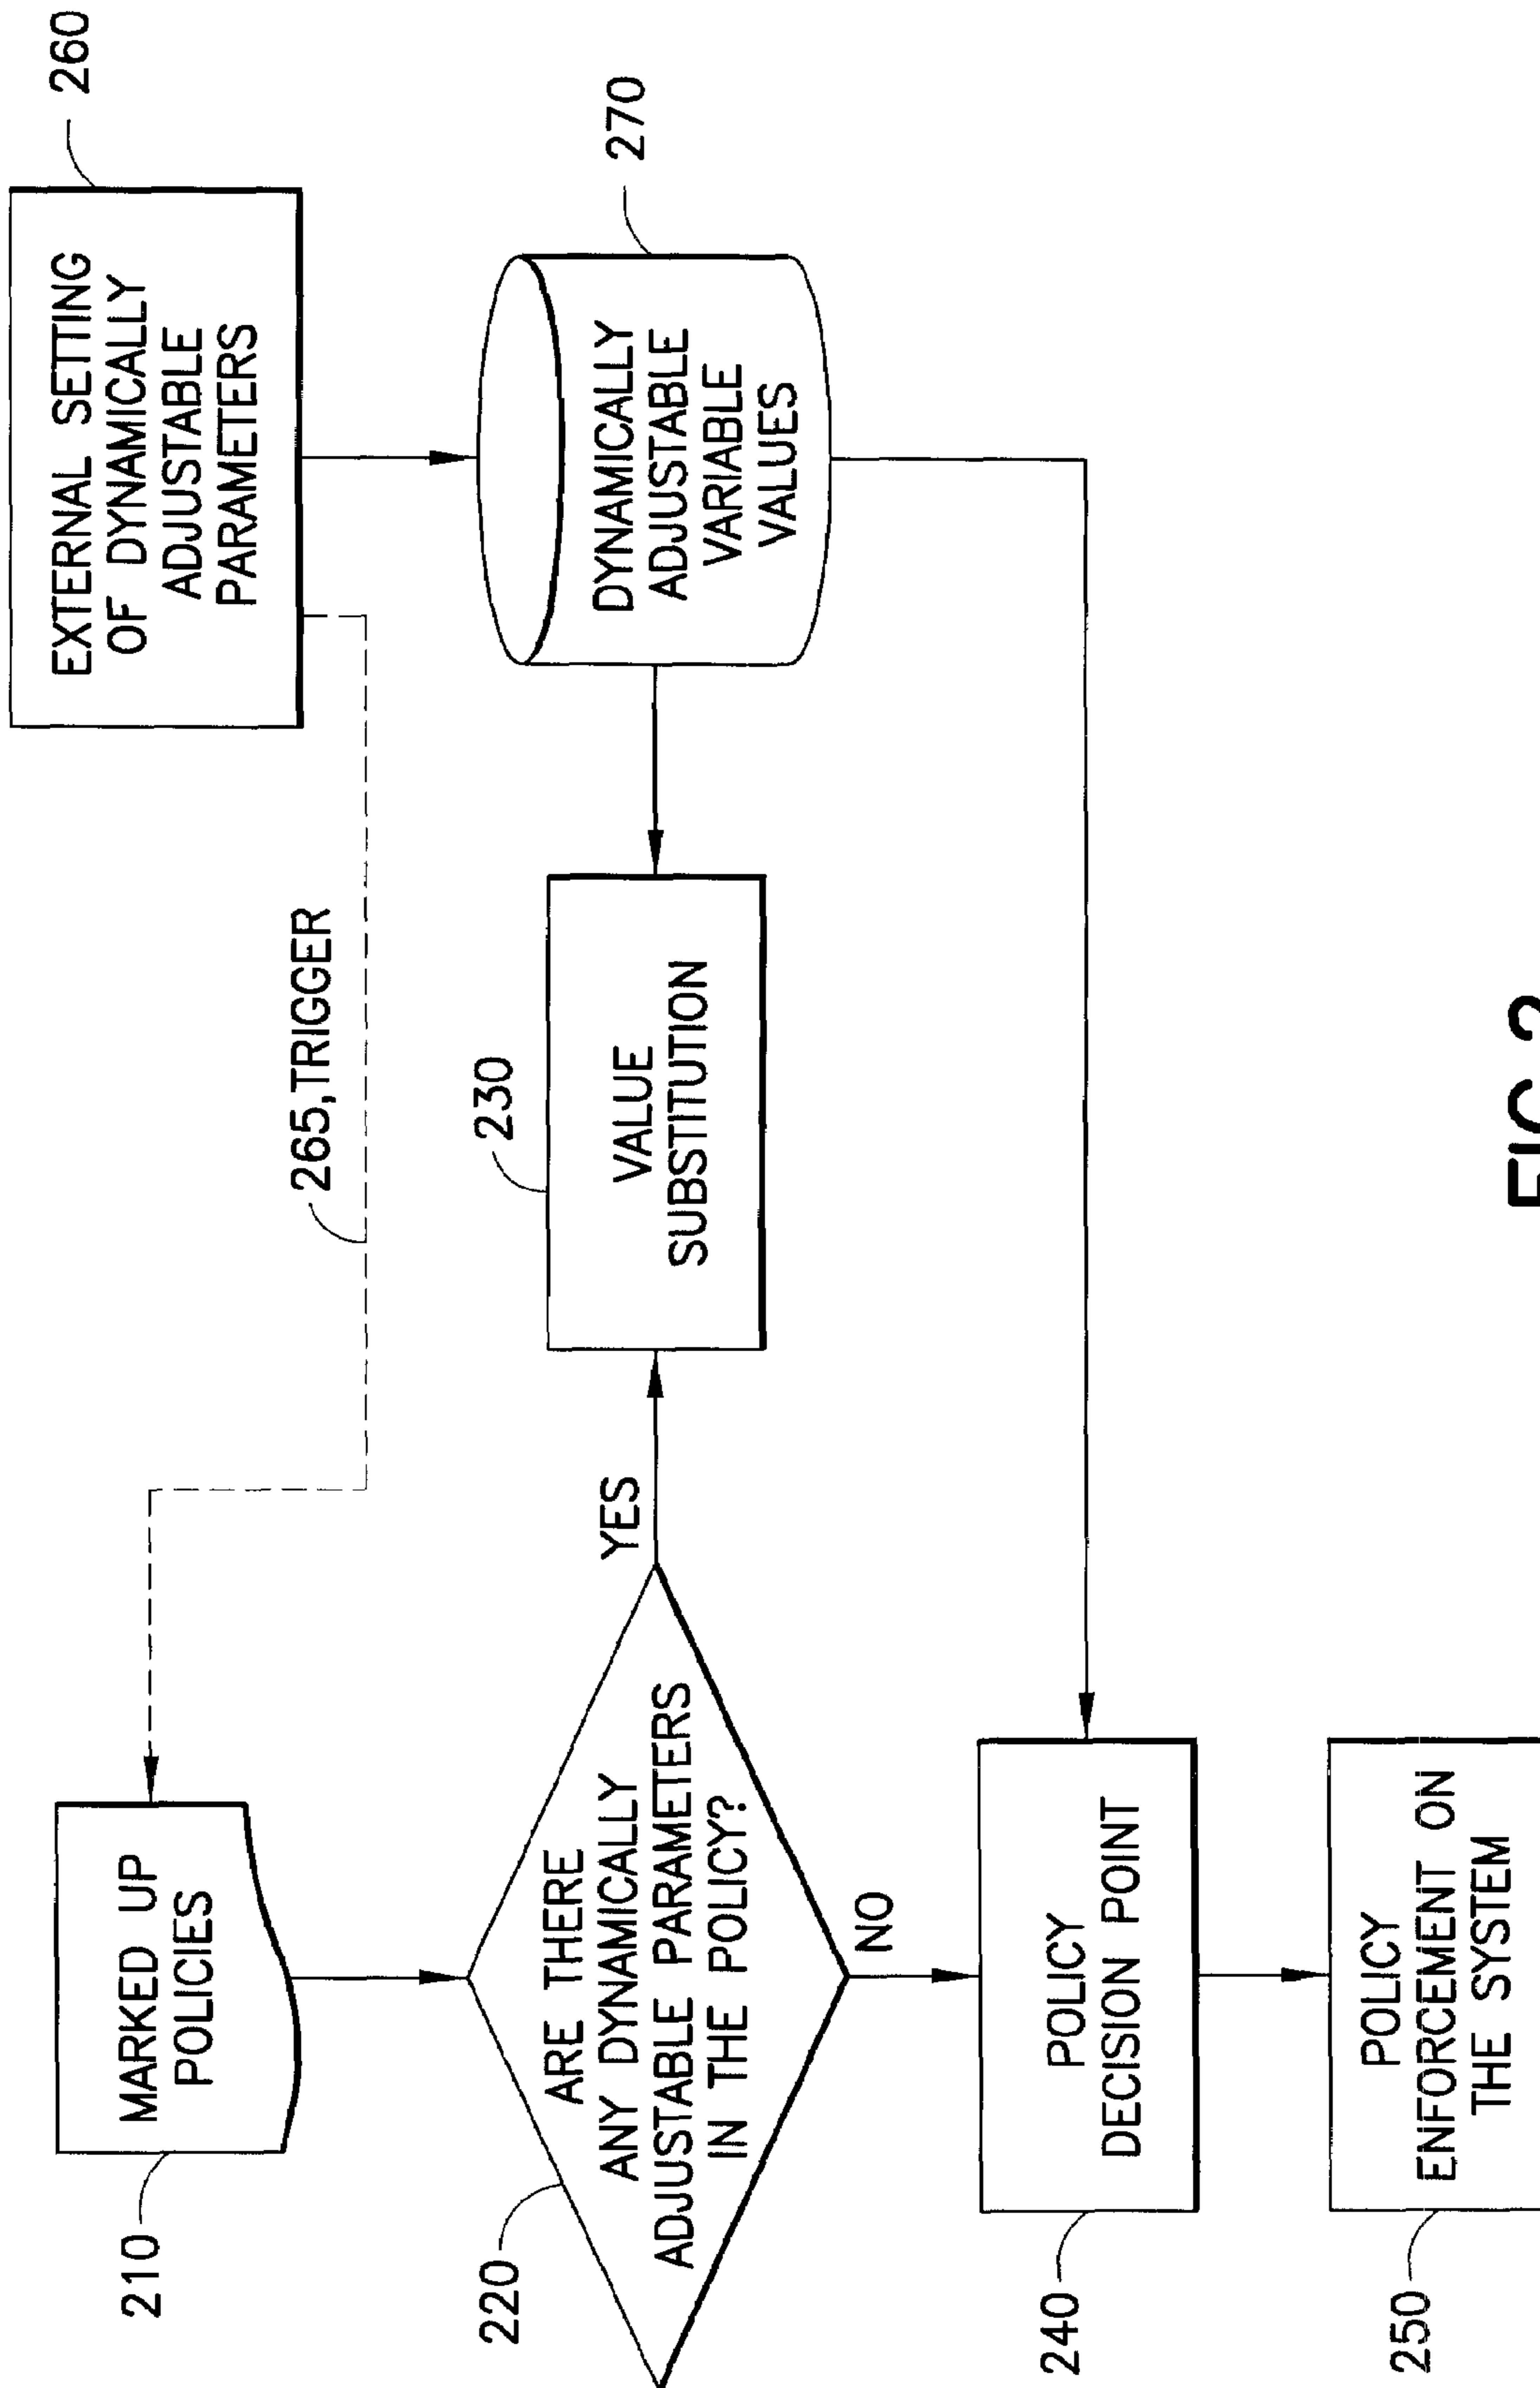 210
MARKED UP
POLICIES
265,TRIGGER
EXTERNAL SETTING
OF DYNAMICALLY
ADJUSTABLE
PARAMETERS
260
220
ARE THERE
ANY DYNAMICALLY
ADJUSTABLE PARAMETERS
IN THE POLICY?
YES
NO
230
VALUE
SUBSTITUTION
DYNAMICALLY
ADJUSTABLE
VARIABLE
VALUES
270
240
POLICY
DECISION POINT
250
POLICY
ENFORCEMENT ON
THE SYSTEM